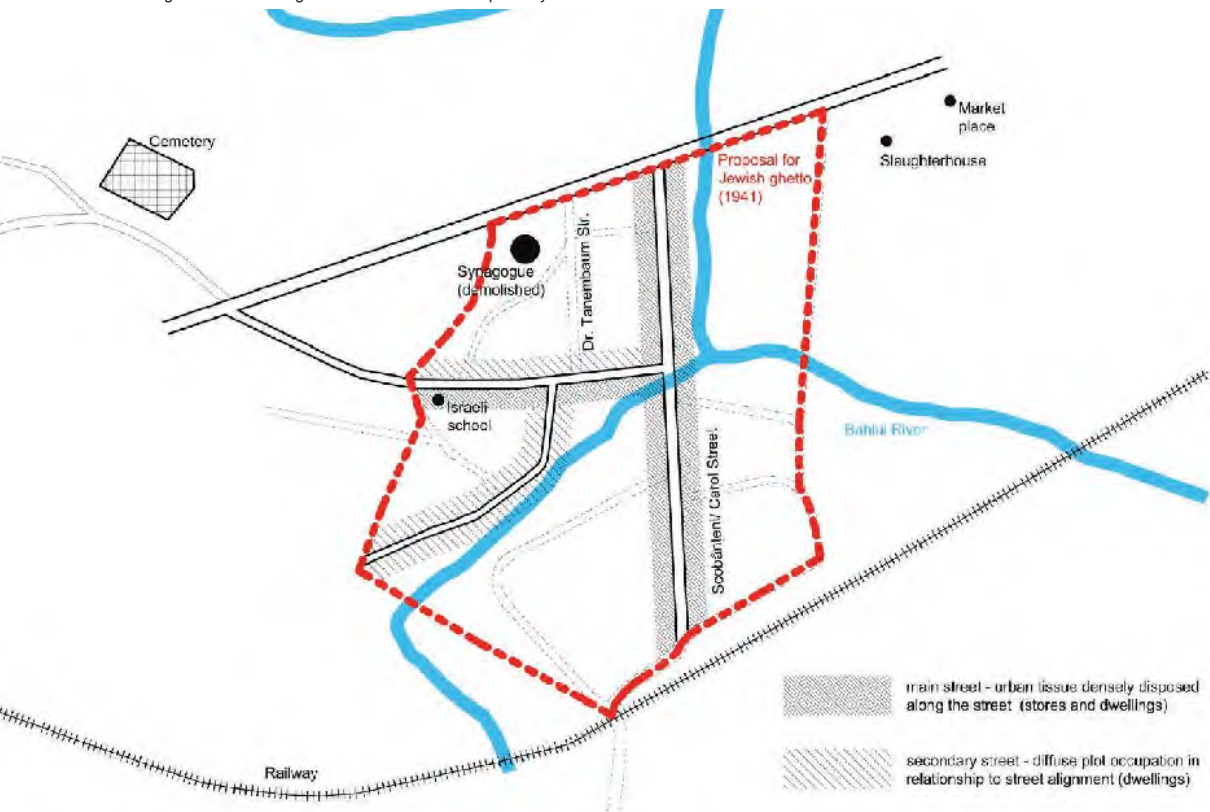 Cemetery
Market
place
Slaughterhouse
Proposal for
Jewish ghetto
(1941)
Dr. Tanembaum Str.
Synagogue
(demolished)
Israeli
school
Bahlui River
Scobânteni/ Carol Street
Railway
main street - urban tissue densely disposed
along the street (stores and dwellings)
secondary street - diffuse plot occupation in
relationship to street alignment (dwellings)